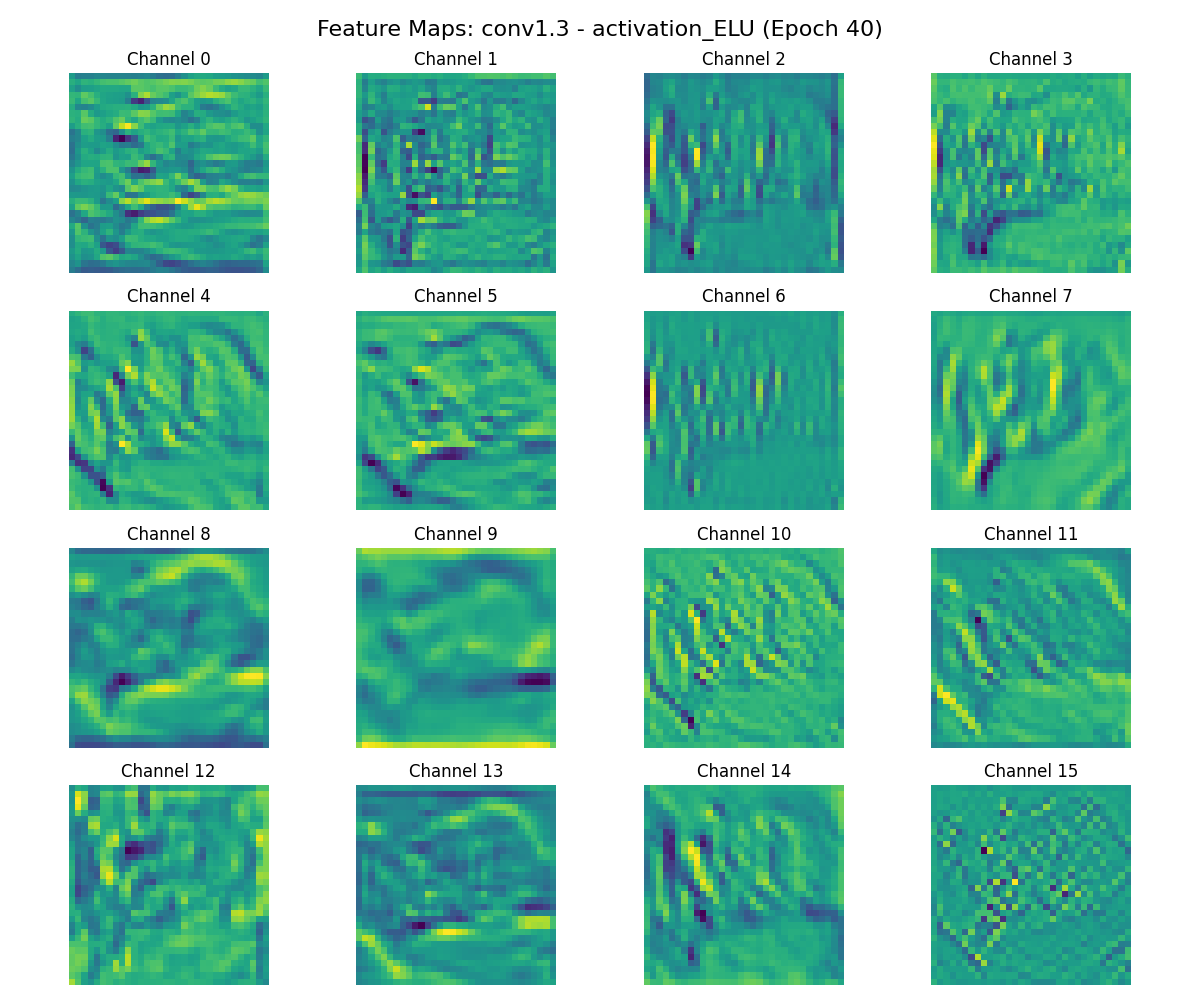 Feature Maps: conv1.3 - activation_ELU (Epoch 40)
Channel 0
Channel 1
Channel 2
Channel 3
Channel 4
Channel 5
Channel 6
Channel 7
Channel 8
Channel 9
Channel 10
Channel 11
Channel 12
Channel 13
Channel 14
Channel 15